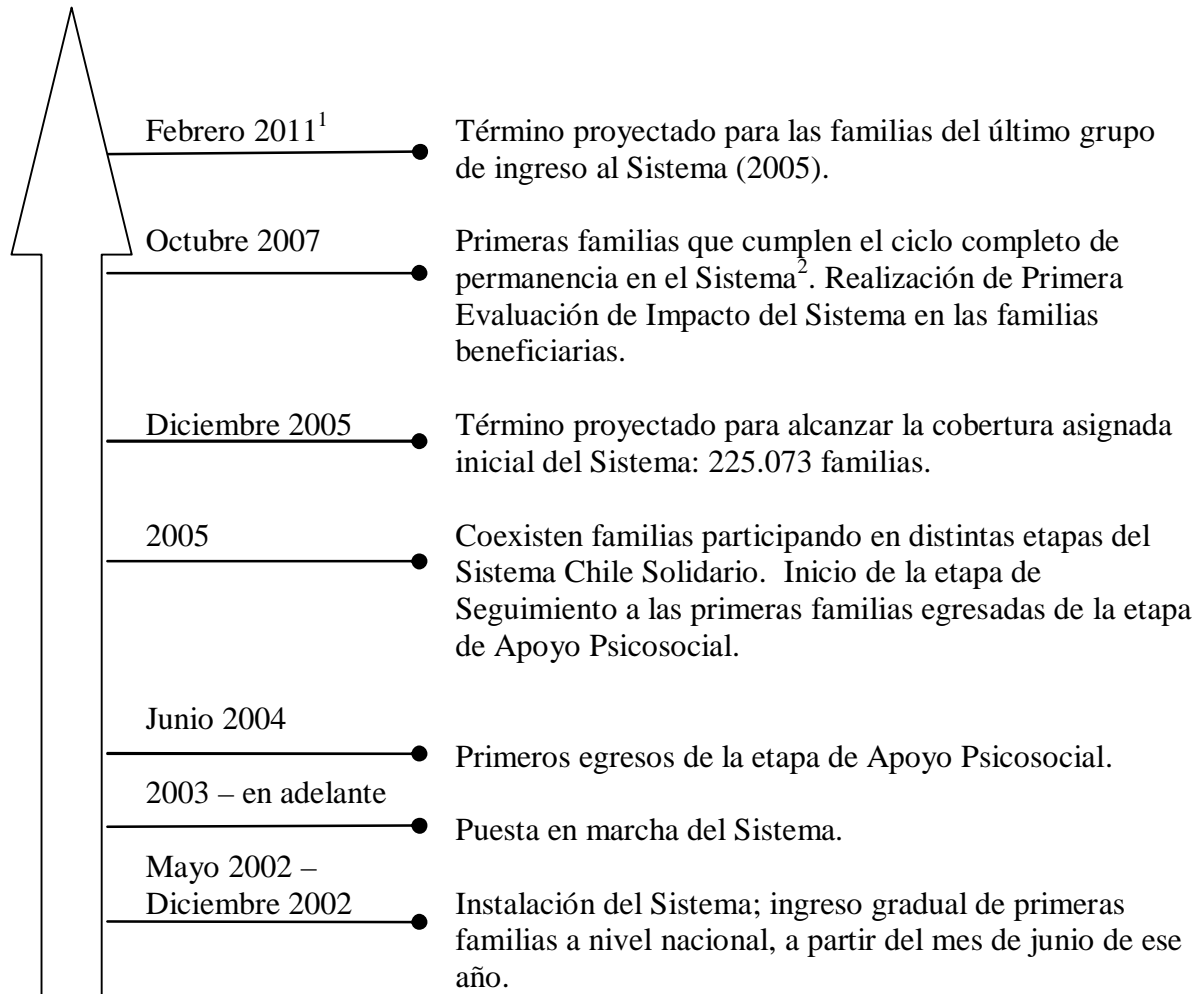 Febrero 2011¹
Término proyectado para las familias del último grupo
de ingreso al Sistema (2005).
Octubre 2007
Primeras familias que cumplen el ciclo completo de
permanencia en el Sistema². Realización de Primera
Evaluación de Impacto del Sistema en las familias
beneficiarias.
Diciembre 2005
Término proyectado para alcanzar la cobertura asignada
inicial del Sistema: 225.073 familias.
2005
Coexisten familias participando en distintas etapas del
Sistema Chile Solidario. Inicio de la etapa de
Seguimiento a las primeras familias egresadas de la etapa
de Apoyo Psicosocial.
Junio 2004
Primeros egresos de la etapa de Apoyo Psicosocial.
2003 – en adelante
Puesta en marcha del Sistema.
Mayo 2002 –
Diciembre 2002
Instalación del Sistema; ingreso gradual de primeras
familias a nivel nacional, a partir del mes de junio de ese
año.